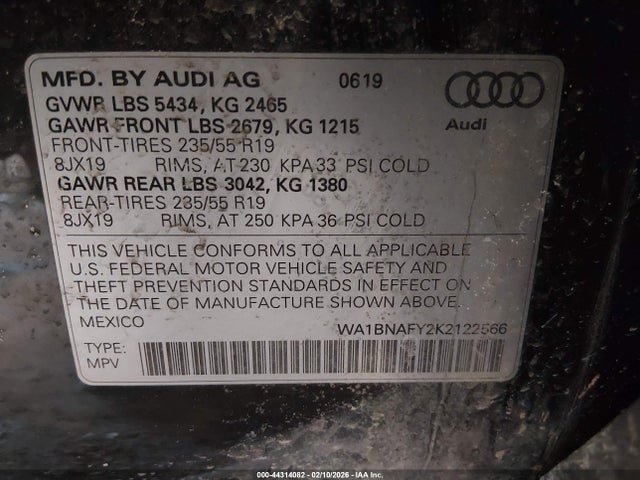 MFD. BY AUDI AG 0619
GVWR LBS 5434, KG 2465
GAWR FRONT LBS 2679, KG 1215
Audi
FRONT-TIRES 235/55 R19
8JX19 RIMS, AT 230 KPA 33 PSI COLD
GAWR REAR LBS 3042, KG 1380
REAR-TIRES 235/55 R19
8JX19 RIMS, AT 250 KPA 36 PSI COLD
THIS VEHICLE CONFORMS TO ALL APPLICABLE
U.S. FEDERAL MOTOR VEHICLE SAFETY AND
THEFT PREVENTION STANDARDS IN EFFECT ON
THE DATE OF MANUFACTURE SHOWN ABOVE.
MEXICO WA1BNAFY2K2122566
TYPE:
MPV
000-44314082 - 02/10/2026 - IAA Inc.